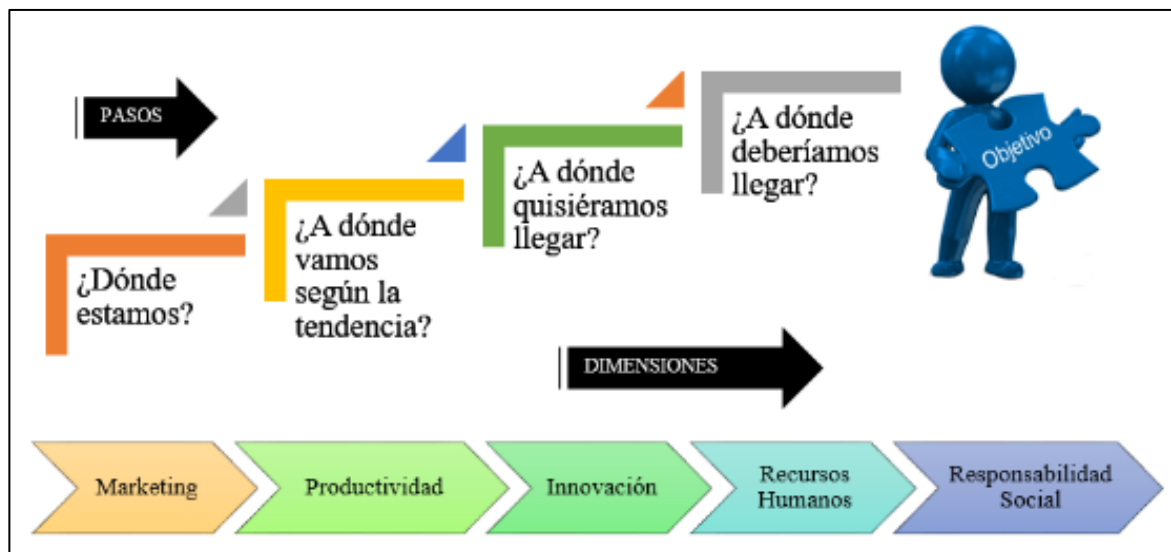 PASOS
¿Dónde
estamos?
¿A dónde
vamos
según la
tendencia?
¿A dónde
quisiéramos
llegar?
¿A dónde
deberíamos
llegar?
Objetivo
DIMENSIONES
Marketing
Productividad
Innovación
Recursos
Humanos
Responsabilidad
Social